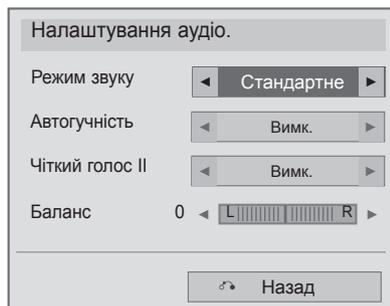 Налаштування аудіо.
Режим звуку ◄ Стандартне ►
Автогучність ◄ Вимк. ►
Чіткий голос II ◄ Вимк. ►
Баланс 0 ◄ L R ►
Назад